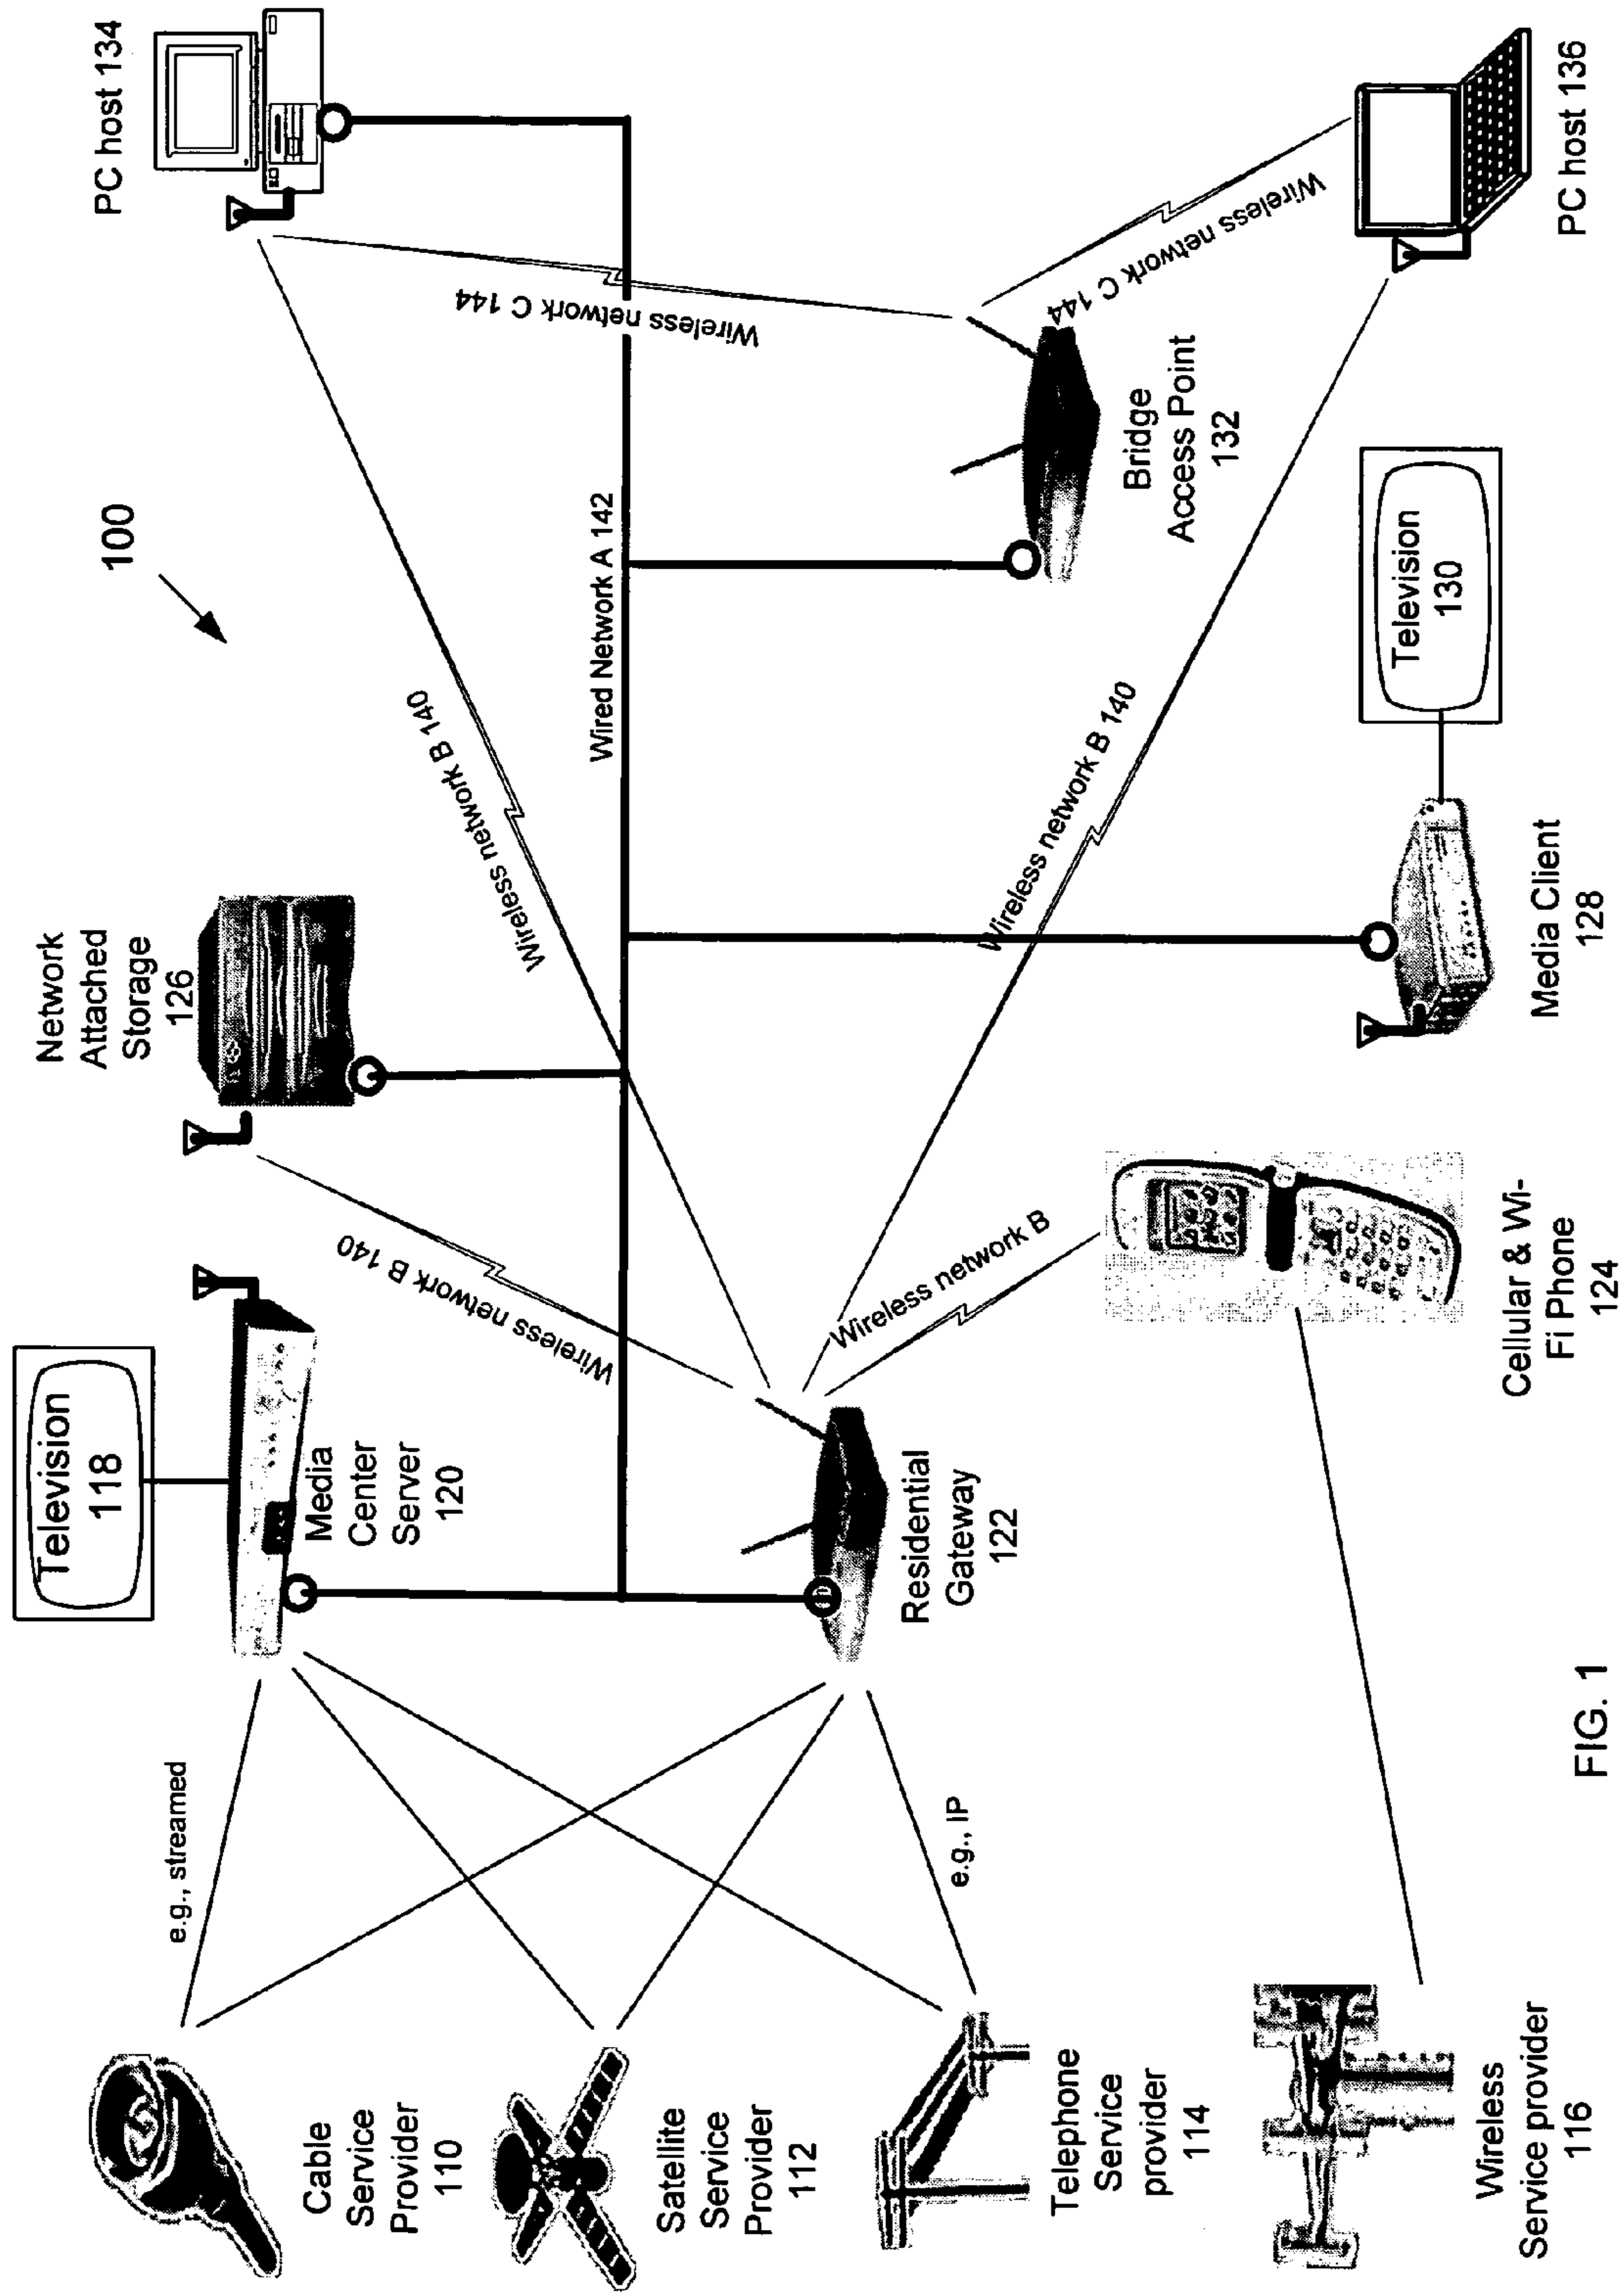 100
Television
118
Network
Attached
Storage
126
PC host 134
e.g., streamed
Media
Center
Server
120
Cable
Service
Provider
110
Wireless network B 140
Wireless network B 140
Wireless network C 144
Wired Network A 142
Satellite
Service
Provider
112
Residential
Gateway
122
e.g., IP
Wireless network B
Wireless network B 140
Wireless network C 144
Bridge
Access Point
132
Telephone
Service
provider
114
Television
130
Wireless
Service provider
116
Cellular & Wi-
Fi Phone
124
Media Client
128
PC host 136
FIG. 1